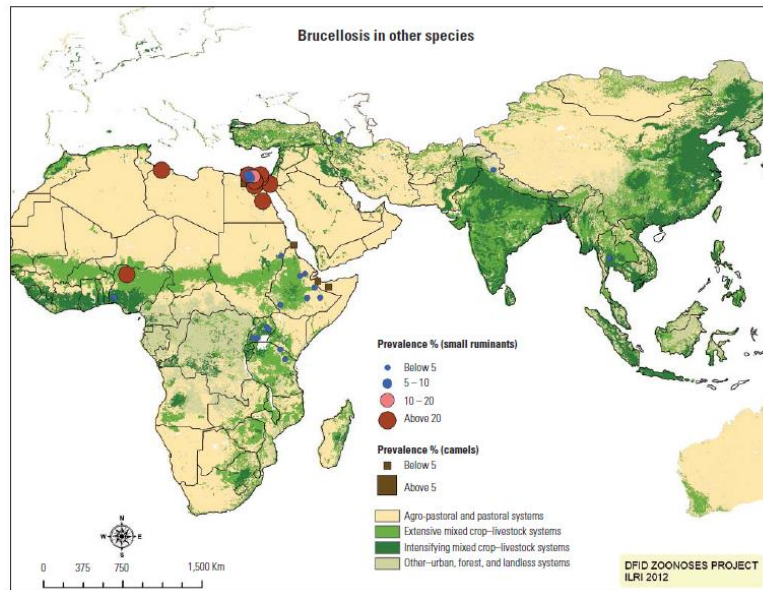 Brucellosis in other species
Prevalence % (small ruminants)
Below 5
5 – 10
10 – 20
Above 20
Prevalence % (camels)
Below 5
Above 5
Agro-pastoral and pastoral systems
Extensive mixed crop–livestock systems
Intensifying mixed crop–livestock systems
Other–urban, forest, and landless systems
N
W E
S
0 375 750 1,500 Km
DFID ZOONOSES PROJECT
ILRI 2012